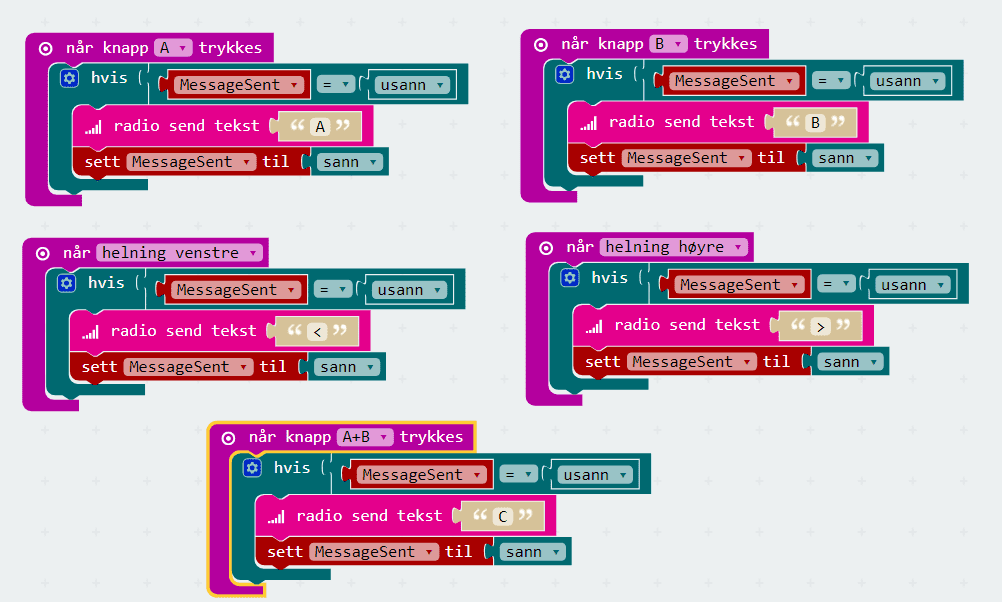 når knapp A trykkes
hvis MessageSent = usann
radio send tekst “ A ”
sett MessageSent til sann
når knapp B trykkes
hvis MessageSent = usann
radio send tekst “ B ”
sett MessageSent til sann
når helning venstre
hvis MessageSent = usann
radio send tekst “ < ”
sett MessageSent til sann
når helning høyre
hvis MessageSent = usann
radio send tekst “ > ”
sett MessageSent til sann
når knapp A+B trykkes
hvis MessageSent = usann
radio send tekst “ C ”
sett MessageSent til sann